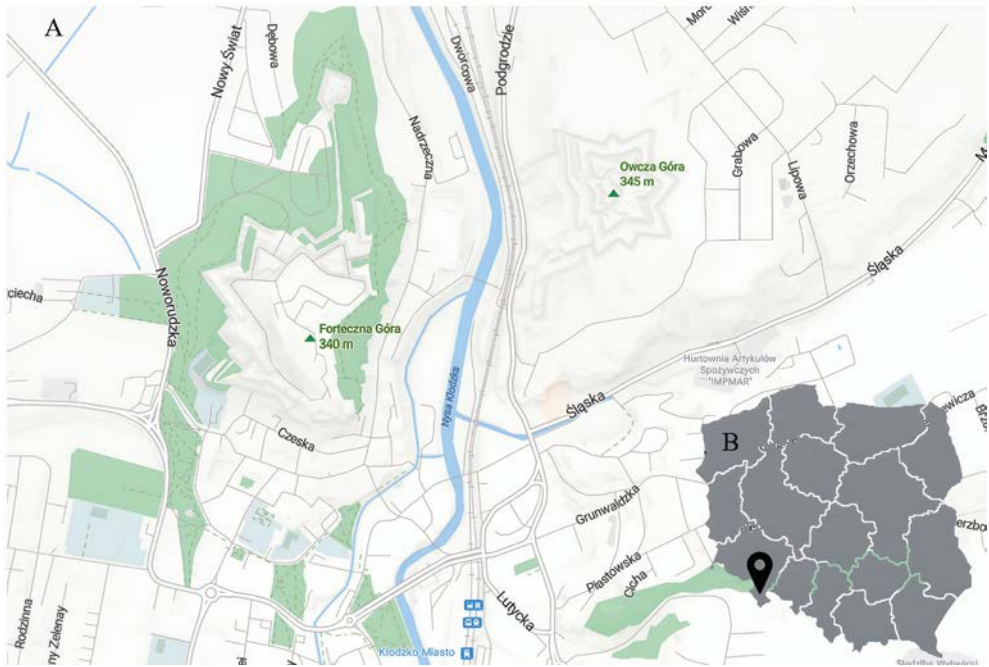 A
Nowy Świat
Dębowa
Dworcowa
Podgrodzie
Nadrzeczna
Owcza Góra
345 m
Grabowa
Lipowa
Orzechowa
Śląska
Noworudzka
Forteczna Góra
340 m
Nysa Kłodzka
Hurtownia Artykułów
Spożywczych
"IMPMAR"
Śląska
Czeska
B
Grunwaldzka
Piastowska
Cicha
Lutycka
Rodzinna
Kłodzko Miasto